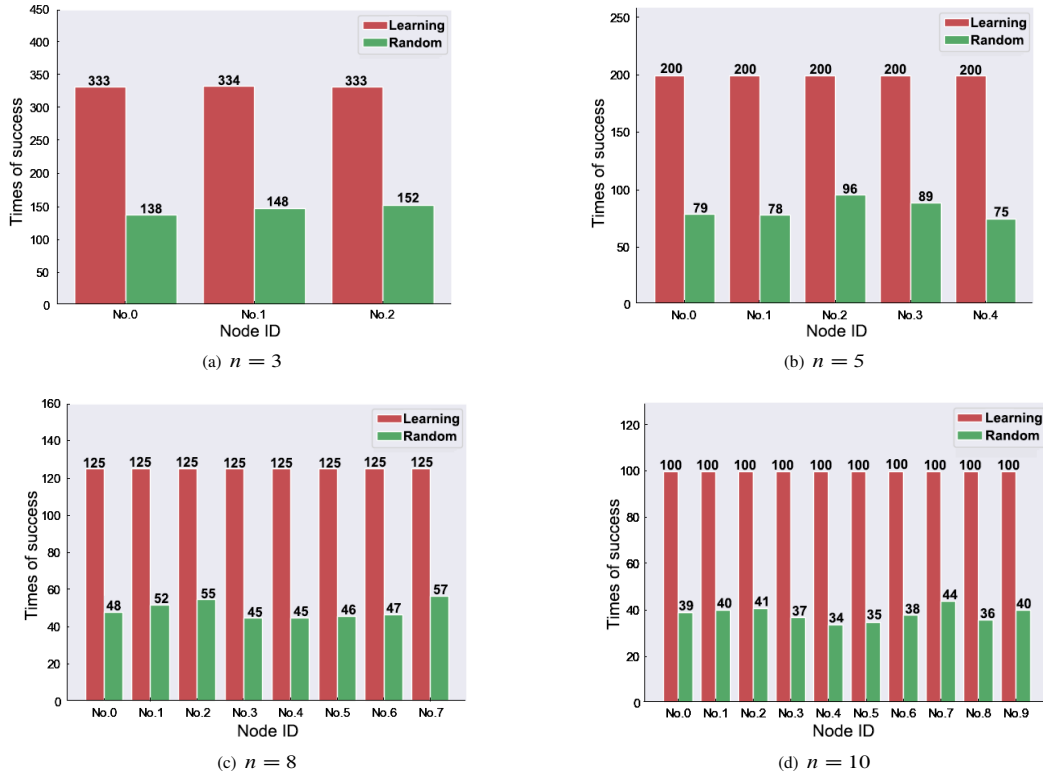 450
400
350
300
250
200
150
100
50
0
Times of success
Learning
Random
333
334
333
138
148
152
No.0 No.1 No.2
Node ID
(a) n = 3
250
200
150
100
50
0
Times of success
Learning
Random
200 200 200 200 200
79 78 96 89 75
No.0 No.1 No.2 No.3 No.4
Node ID
(b) n = 5
160
140
120
100
80
60
40
20
0
Times of success
Learning
Random
125 125 125 125 125 125 125 125
48 52 55 45 45 46 47 57
No.0 No.1 No.2 No.3 No.4 No.5 No.6 No.7
Node ID
(c) n = 8
120
100
80
60
40
20
0
Times of success
Learning
Random
100 100 100 100 100 100 100 100 100 100
39 40 41 37 34 35 38 44 36 40
No.0 No.1 No.2 No.3 No.4 No.5 No.6 No.7 No.8 No.9
Node ID
(d) n = 10